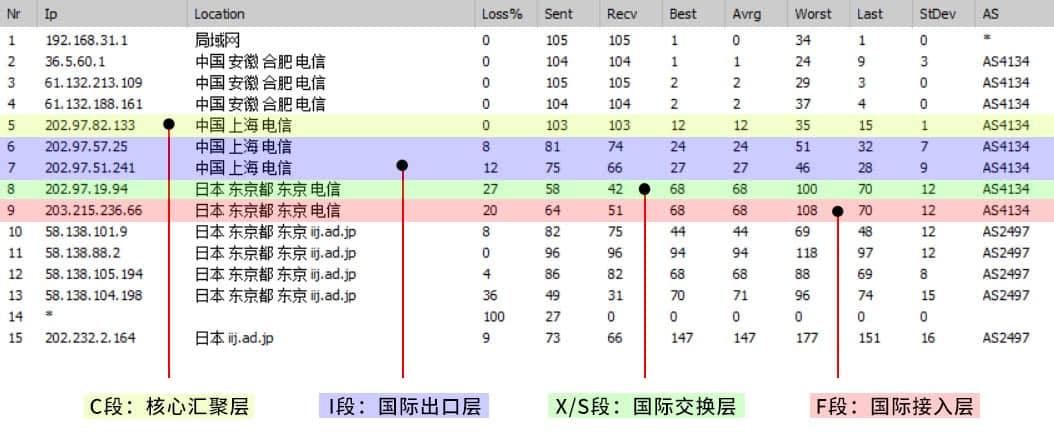 Nr Ip Location Loss% Sent Recv Best Avrg Worst Last StDev AS
1 192.168.31.1 局域网 0 105 105 1 0 34 1 0 *
2 36.5.60.1 中国 安徽 合肥 电信 0 104 104 1 1 24 9 3 AS4134
3 61.132.213.109 中国 安徽 合肥 电信 0 105 105 2 2 29 3 0 AS4134
4 61.132.188.161 中国 安徽 合肥 电信 0 104 104 2 2 37 4 0 AS4134
5 202.97.82.133 中国 上海 电信 0 103 103 12 12 35 15 1 AS4134
6 202.97.57.25 中国 上海 电信 8 81 74 24 24 51 32 7 AS4134
7 202.97.51.241 中国 上海 电信 12 75 66 27 27 46 28 9 AS4134
8 202.97.19.94 日本 东京都 东京 电信 27 58 42 68 68 100 70 12 AS4134
9 203.215.236.66 日本 东京都 东京 电信 20 64 51 68 68 108 70 12 AS4134
10 58.138.101.9 日本 东京都 东京 iij.ad.jp 8 82 75 44 44 69 48 12 AS2497
11 58.138.88.2 日本 东京都 东京 iij.ad.jp 0 96 96 94 94 118 97 12 AS2497
12 58.138.105.194 日本 东京都 东京 iij.ad.jp 4 86 82 68 68 88 69 8 AS2497
13 58.138.104.198 日本 东京都 东京 iij.ad.jp 36 49 31 70 71 96 74 15 AS2497
14 * 100 27 0 0 0 0 0 0
15 202.232.2.164 日本 iij.ad.jp 9 73 66 147 147 177 151 16 AS2497
C段：核心汇聚层 I段：国际出口层 X/S段：国际交换层 F段：国际接入层